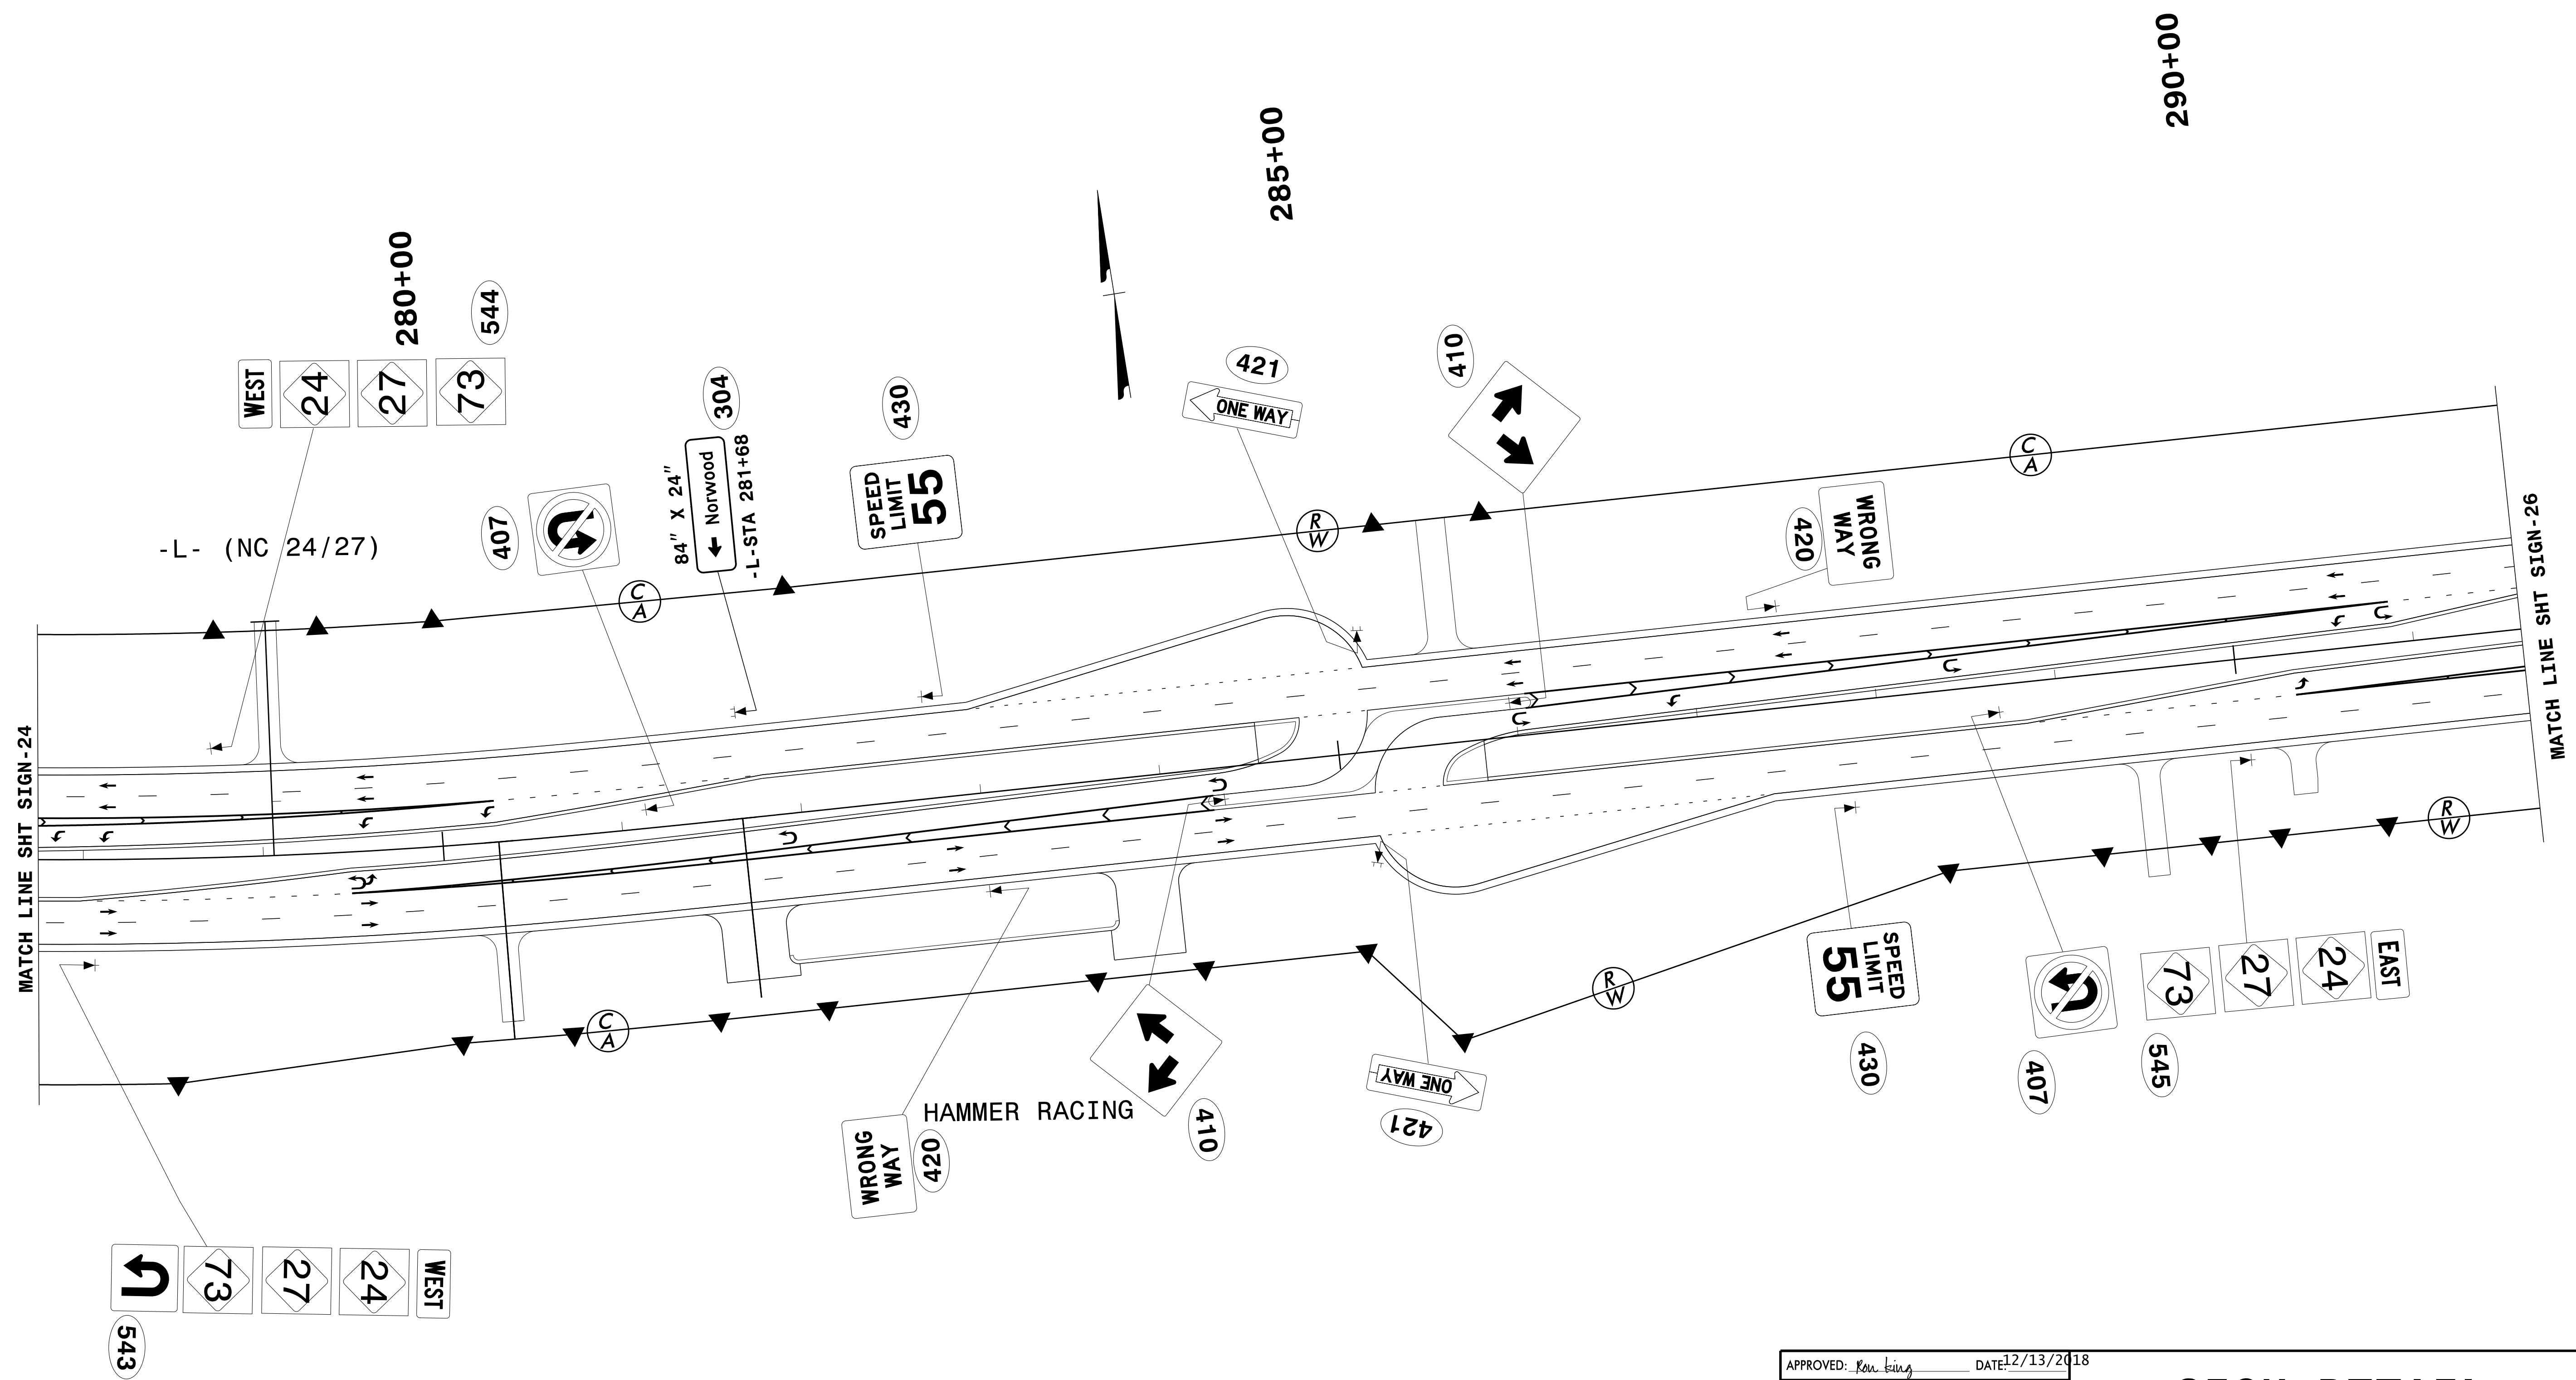 290+00
285+00
280+00
544
WEST
24
27
73
304
84" X 24"
Norwood
-L-STA 281+68
430
SPEED
LIMIT
55
421
ONE WAY
410
407
-L- (NC 24/27)
C
A
R
W
C
A
420
WRONG
WAY
MATCH LINE SHT SIGN-26
MATCH LINE SHT SIGN-24
R
W
C
A
R
W
SPEED
LIMIT
55
430
407
73
27
24
EAST
545
ONE WAY
421
410
HAMMER RACING
WRONG
WAY
420
73
27
24
WEST
543
APPROVED: Ron King DATE: 12/13/2018